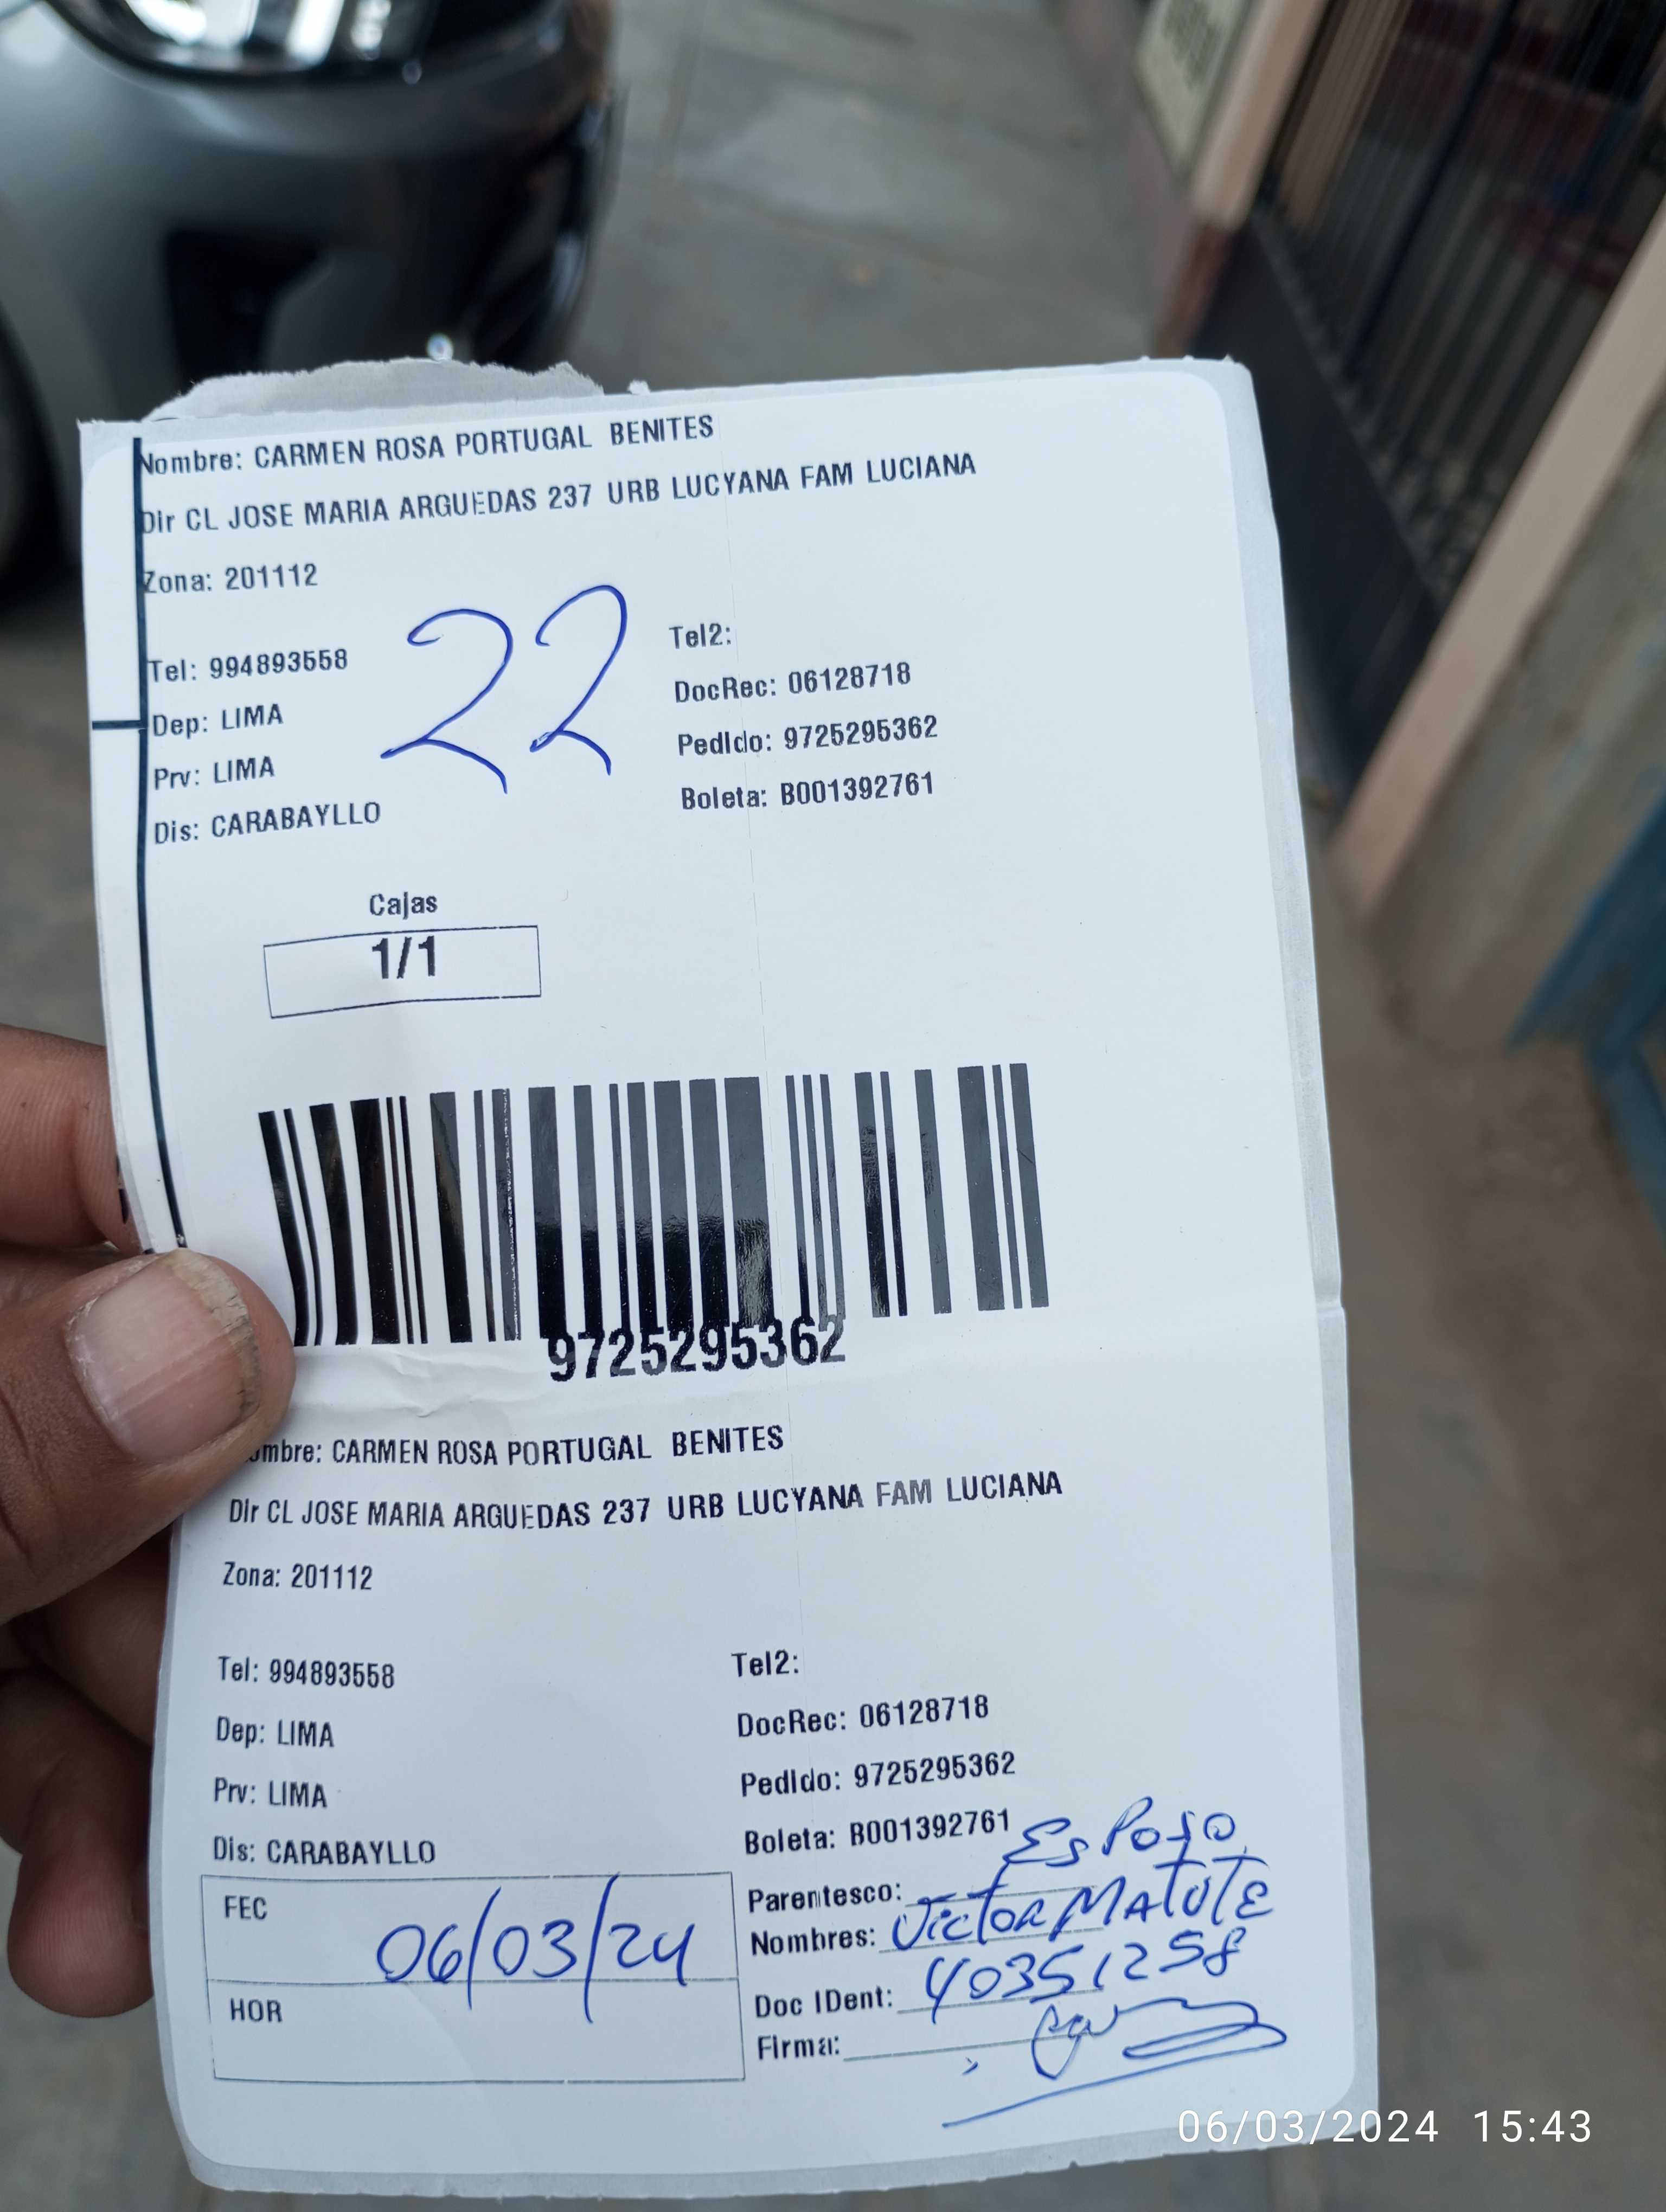 Nombre: CARMEN ROSA PORTUGAL BENITES
Dir CL JOSE MARIA ARGUEDAS 237 URB LUCYANA FAM LUCIANA
Zona: 201112
22
Tel: 994893558
Tel2:
Dep: LIMA
DocRec: 06128718
Prv: LIMA
Pedido: 9725295362
Dis: CARABAYLLO
Boleta: B001392761
Cajas
1/1
9725295362
ombre: CARMEN ROSA PORTUGAL BENITES
Dir CL JOSE MARIA ARGUEDAS 237 URB LUCYANA FAM LUCIANA
Zona: 201112
Tel: 994893558
Tel2:
Dep: LIMA
DocRec: 06128718
Prv: LIMA
Pedido: 9725295362
Dis: CARABAYLLO
Boleta: B001392761
FEC 06/03/24
HOR
Parentesco: Esposo
Nombres: Victor MATUTE
Doc IDent: 40351258
Firma:
06/03/2024 15:43